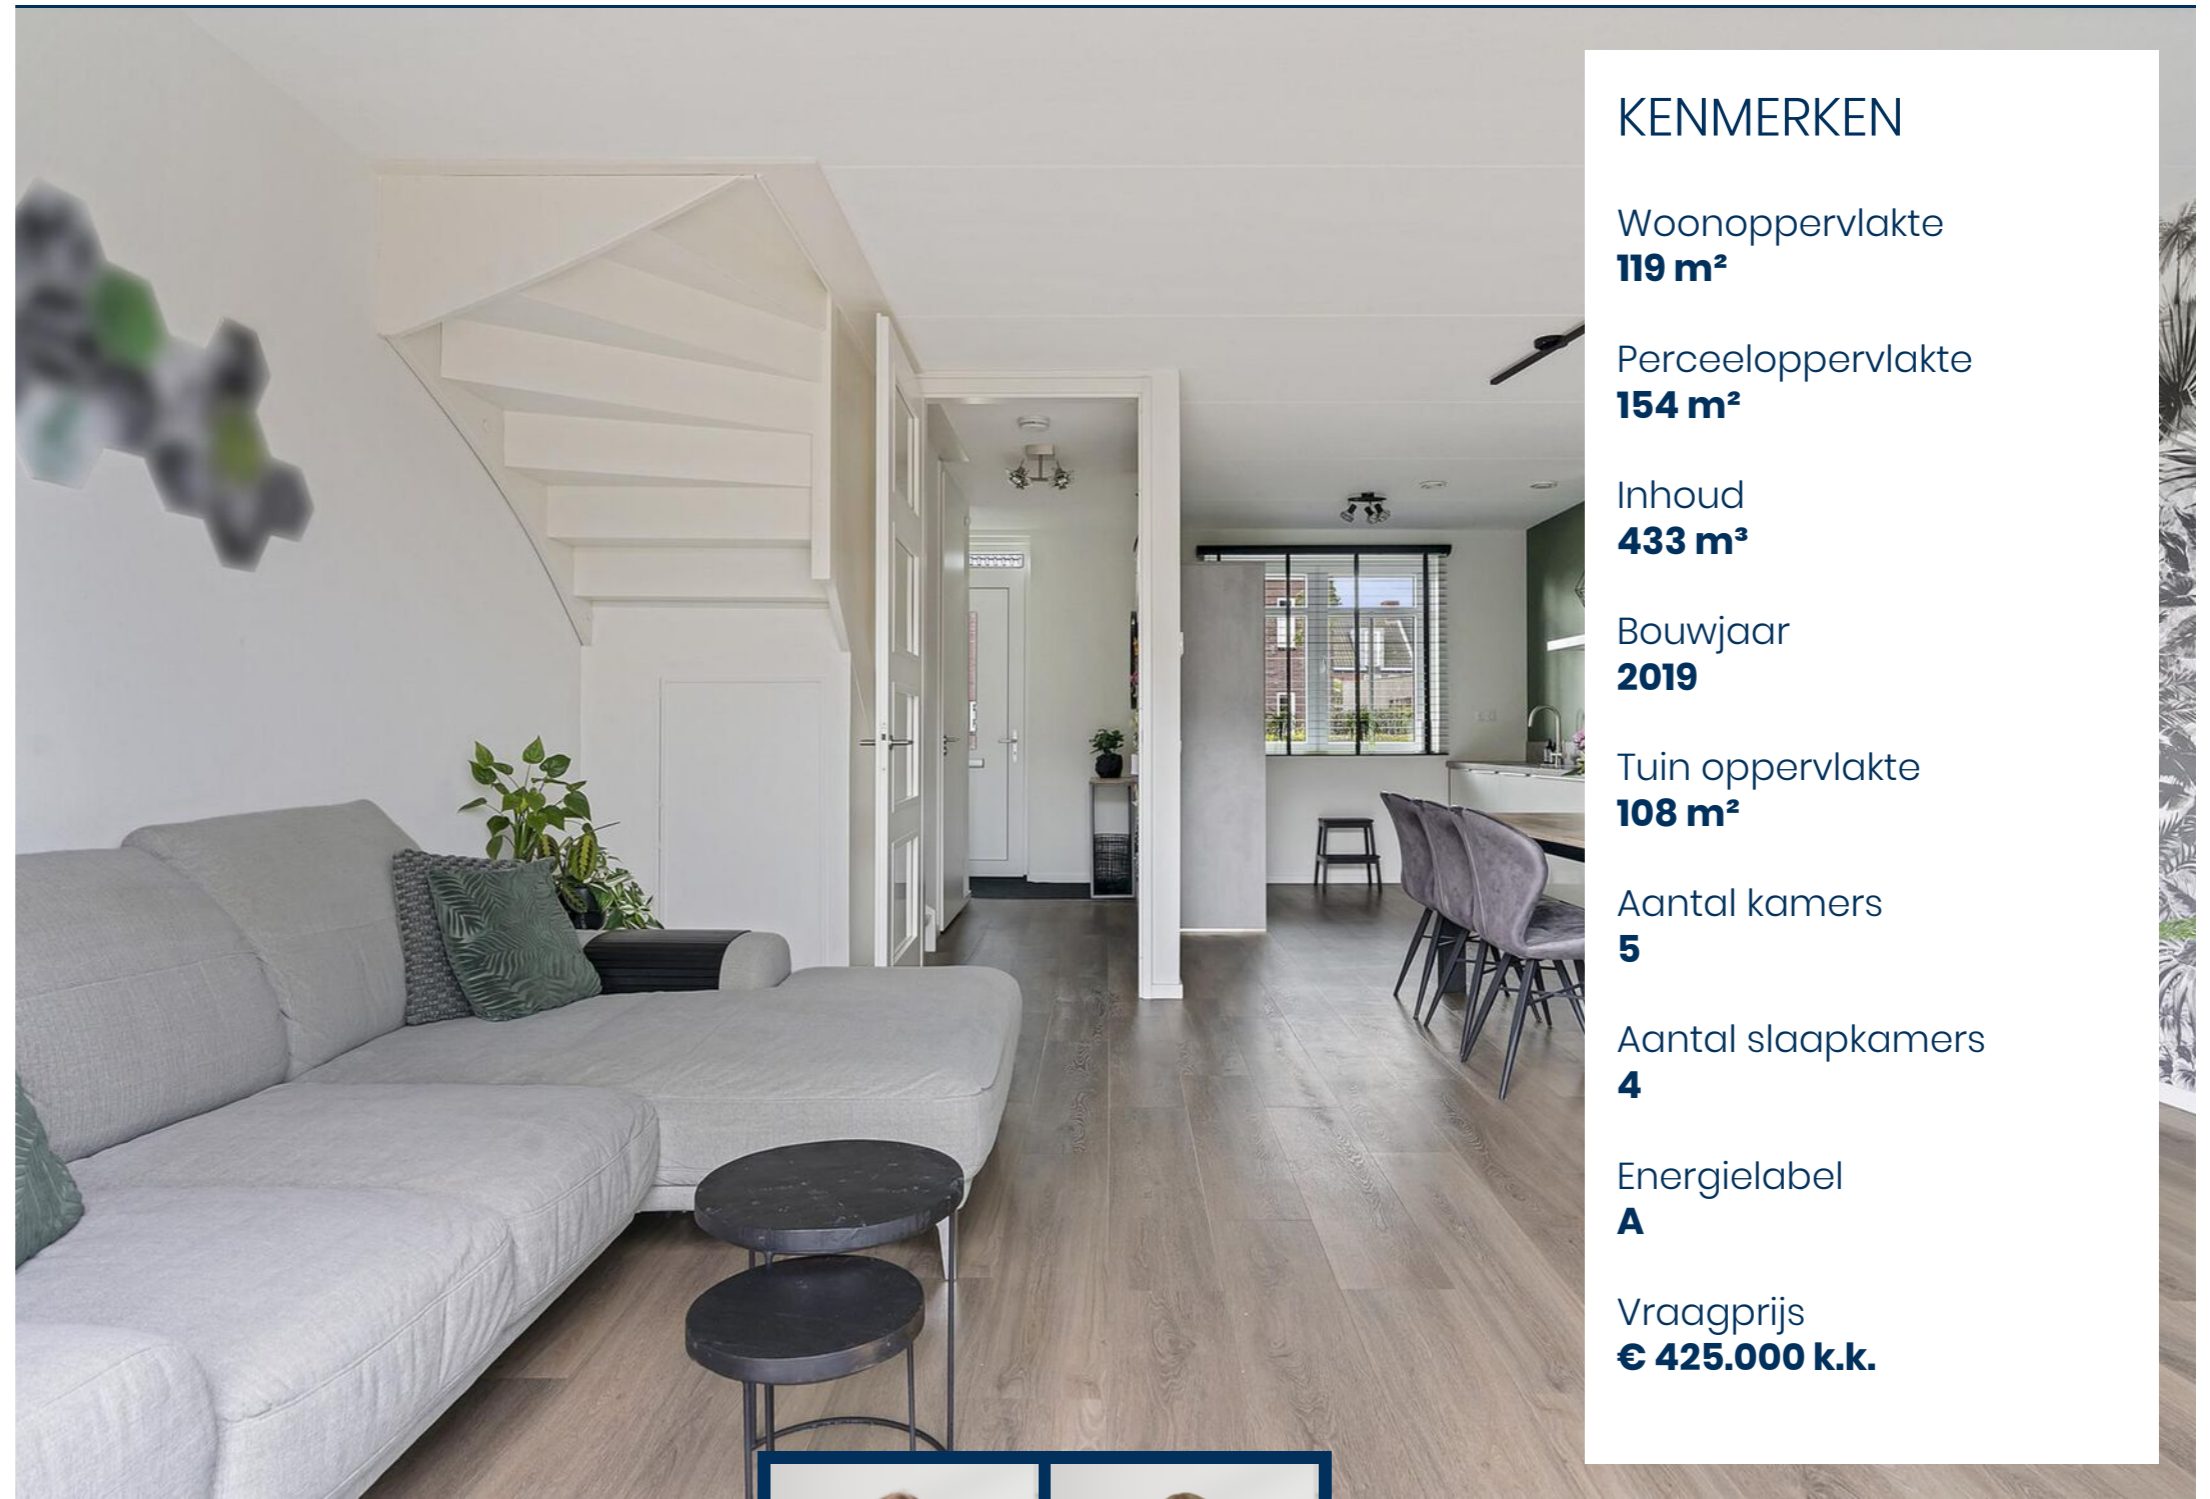 KENMERKEN
Woonoppervlakte
119 m²
Perceeloppervlakte
154 m²
Inhoud
433 m³
Bouwjaar
2019
Tuin oppervlakte
108 m²
Aantal kamers
5
Aantal slaapkamers
4
Energielabel
A
Vraagprijs
€ 425.000 k.k.